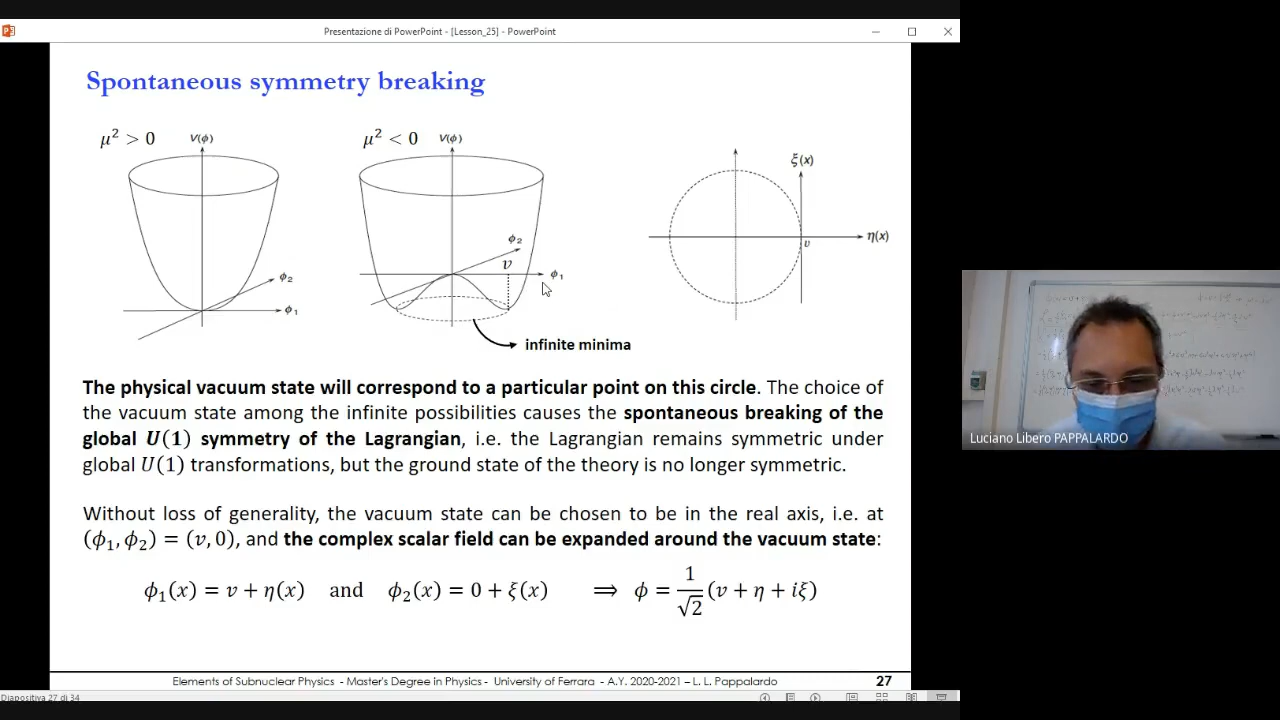 Presentazione di PowerPoint - [Lesson_25] - PowerPoint
Spontaneous symmetry breaking
μ² > 0
V(ϕ)
μ² < 0
V(ϕ)
ξ(x)
ϕ₂
v
ϕ₁
η(x)
v
ϕ₂
ϕ₁
infinite minima
The physical vacuum state will correspond to a particular point on this circle. The choice of
the vacuum state among the infinite possibilities causes the spontaneous breaking of the
global U(1) symmetry of the Lagrangian, i.e. the Lagrangian remains symmetric under
global U(1) transformations, but the ground state of the theory is no longer symmetric.
Without loss of generality, the vacuum state can be chosen to be in the real axis, i.e. at
(ϕ₁, ϕ₂) = (v, 0), and the complex scalar field can be expanded around the vacuum state:
ϕ₁(x) = v + η(x) and ϕ₂(x) = 0 + ξ(x) ⟹ ϕ = 1/√2 (v + η + iξ)
Elements of Subnuclear Physics - Master's Degree in Physics - University of Ferrara - A.Y. 2020-2021 – L. L. Pappalardo 27
Diapositiva 27 di 34
Luciano Libero PAPPALARDO